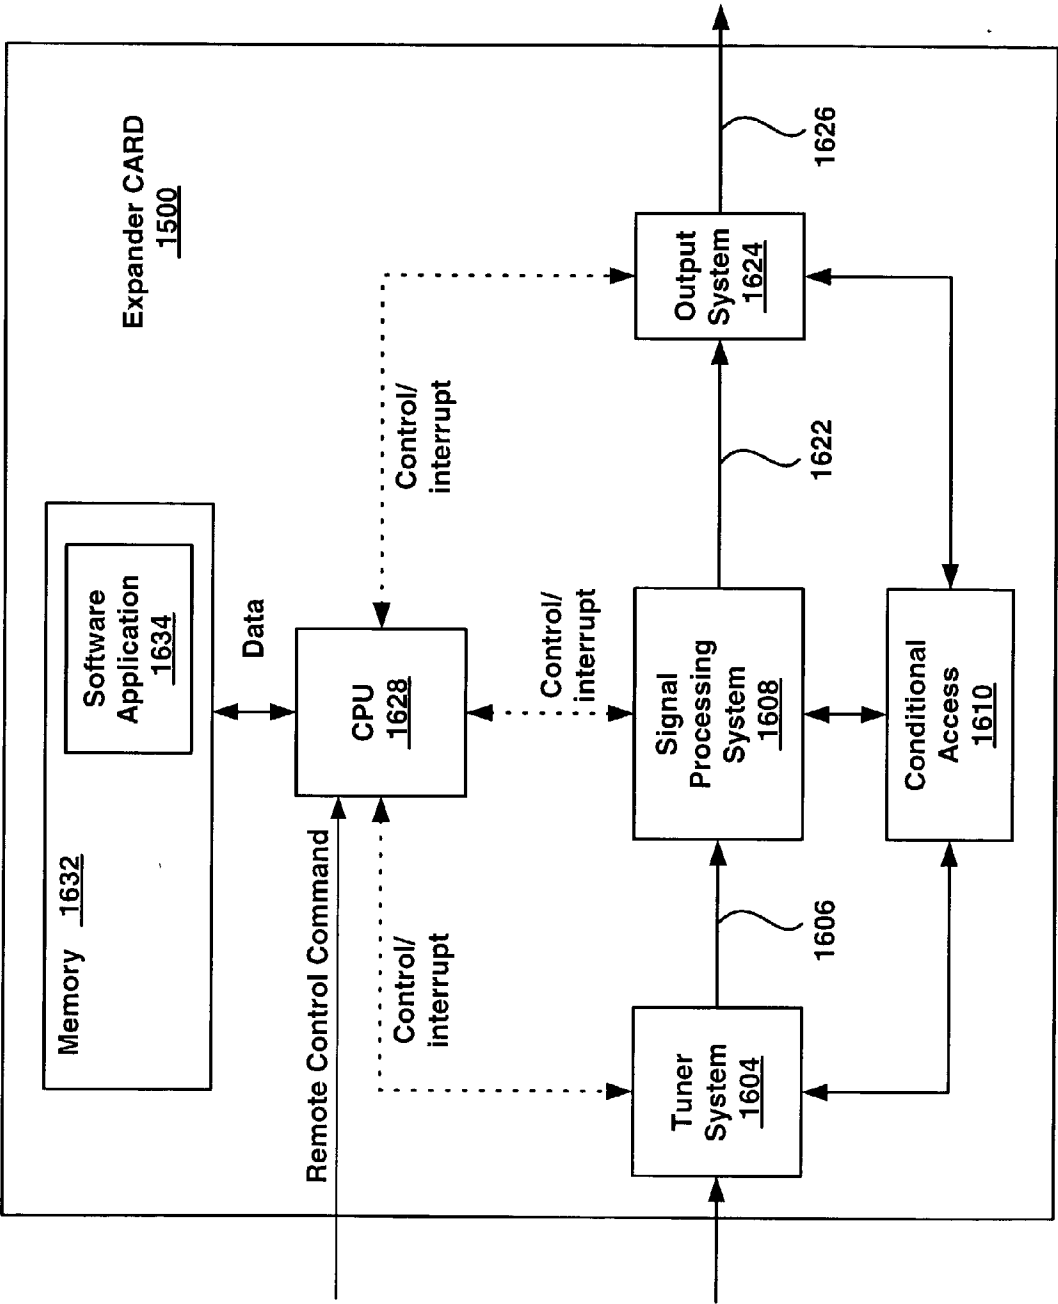 Expander CARD
1500
Memory 1632
Software
Application
1634
Data
Remote Control Command
CPU
1628
Control/
interrupt
Control/
interrupt
Control/
interrupt
Tuner
System
1604
1606
Signal
Processing
System
1608
1622
Output
System
1624
1626
Conditional
Access
1610